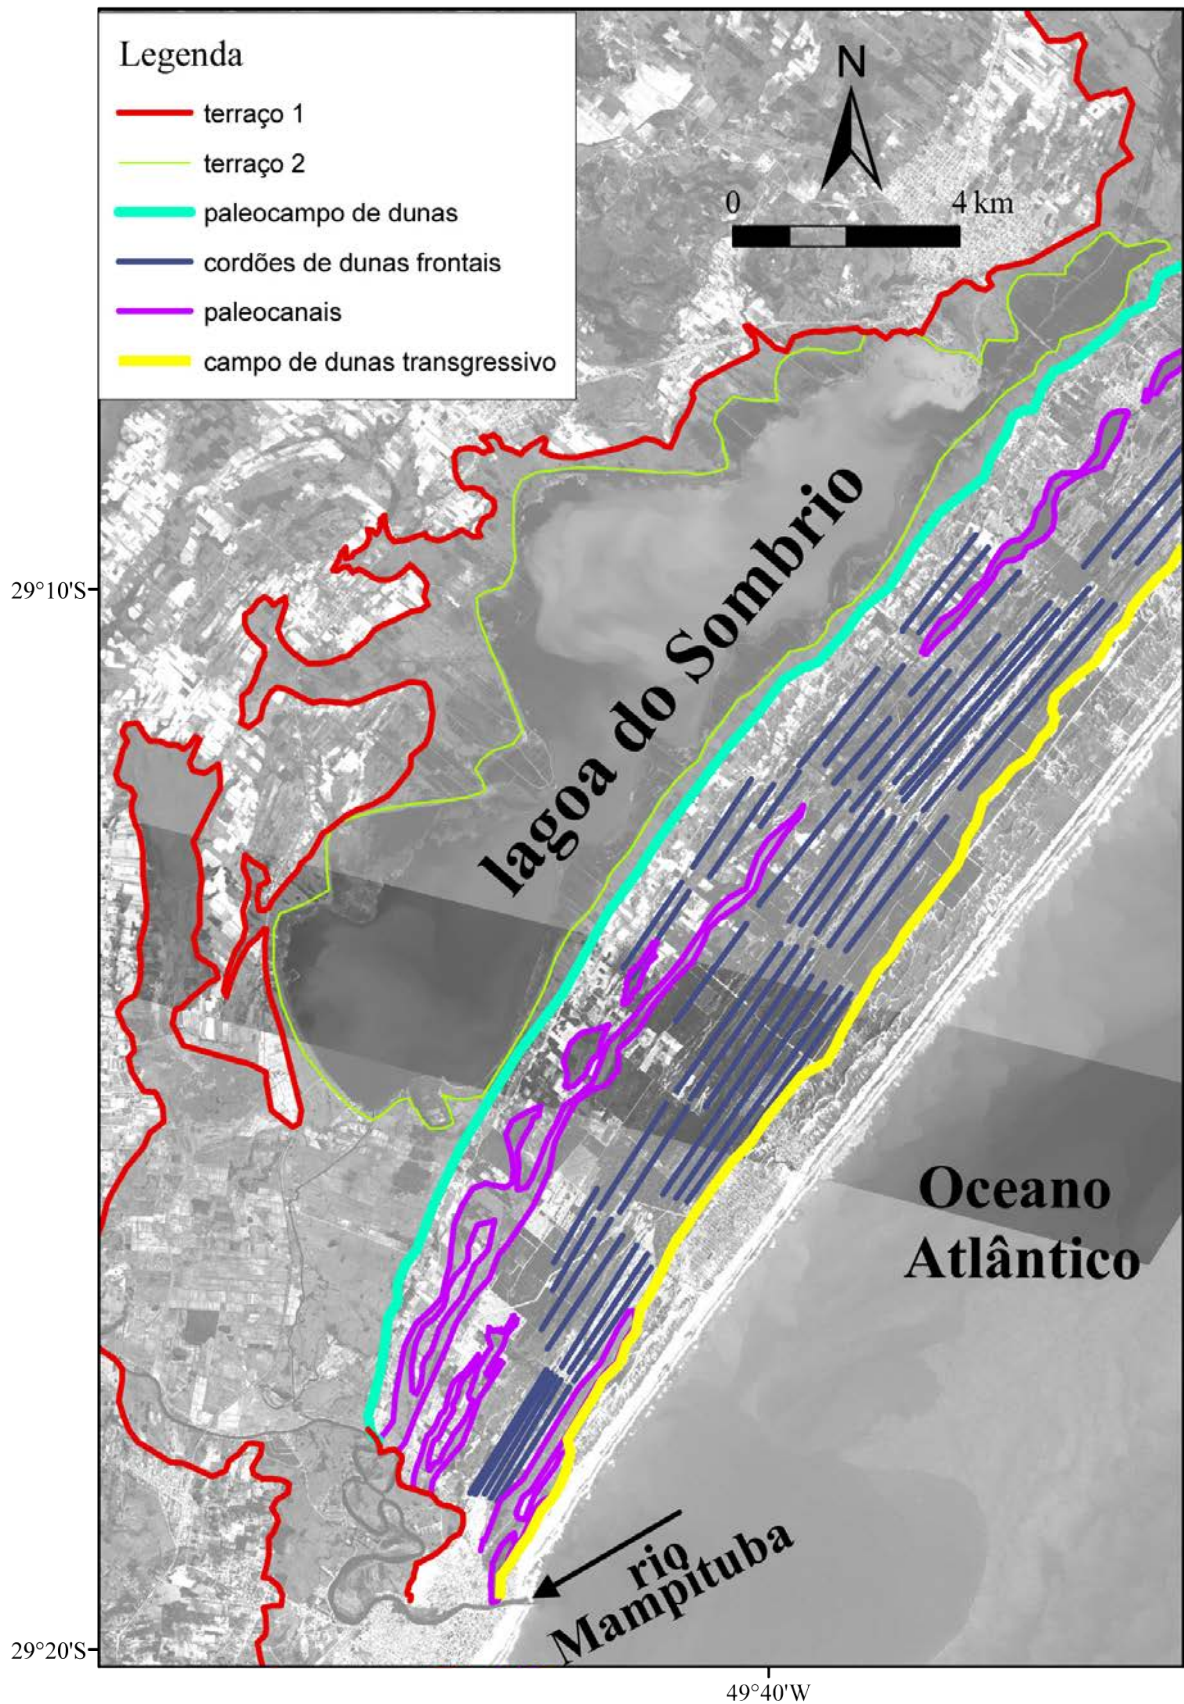 Legenda
terraço 1
terraço 2
paleocampo de dunas
cordões de dunas frontais
paleocanais
campo de dunas transgressivo
N
0 4 km
29°10'S
lagoa do Sombrio
Oceano
Atlântico
rio
Mampituba
29°20'S
49°40'W